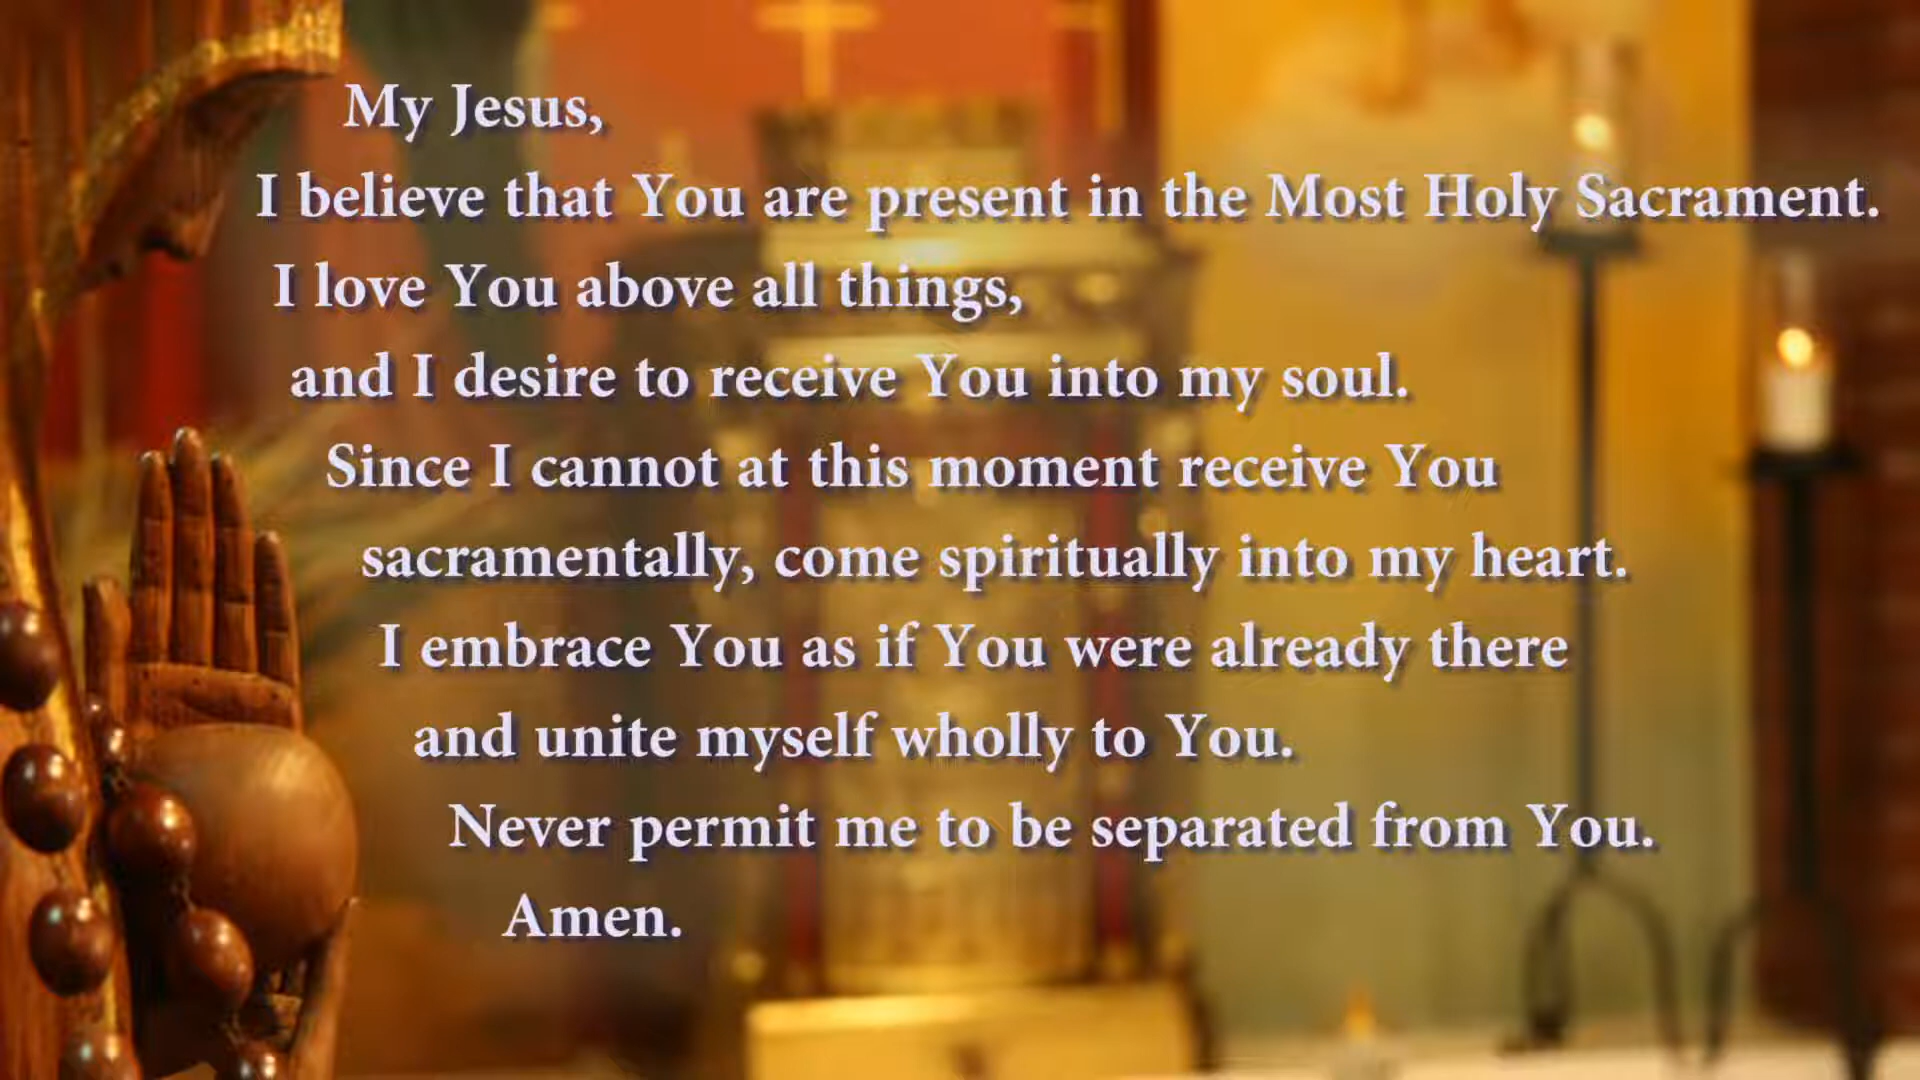 My Jesus,
I believe that You are present in the Most Holy Sacrament.
I love You above all things,
and I desire to receive You into my soul.
Since I cannot at this moment receive You
sacramentally, come spiritually into my heart.
I embrace You as if You were already there
and unite myself wholly to You.
Never permit me to be separated from You.
Amen.